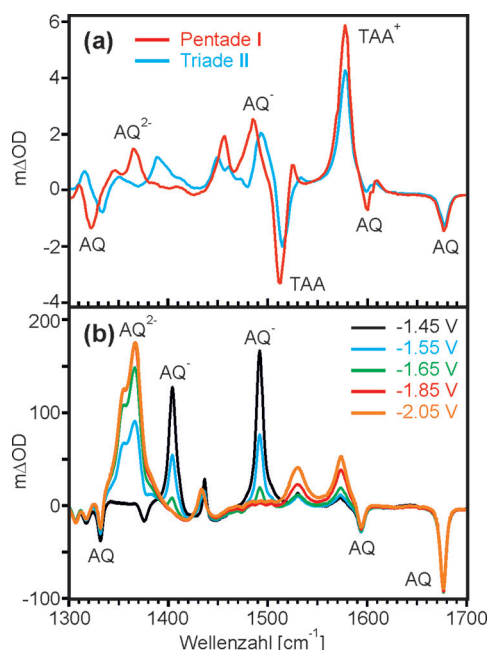 (a)
Pentade I
Triade II
TAA⁺
AQ²⁻
AQ⁻
AQ
TAA
AQ
AQ
6
4
2
0
-2
-4
m∆OD
(b)
AQ²⁻
AQ⁻
AQ⁻
-1.45 V
-1.55 V
-1.65 V
-1.85 V
-2.05 V
AQ
AQ
AQ
200
100
0
-100
m∆OD
1300 1400 1500 1600 1700
Wellenzahl [cm⁻¹]